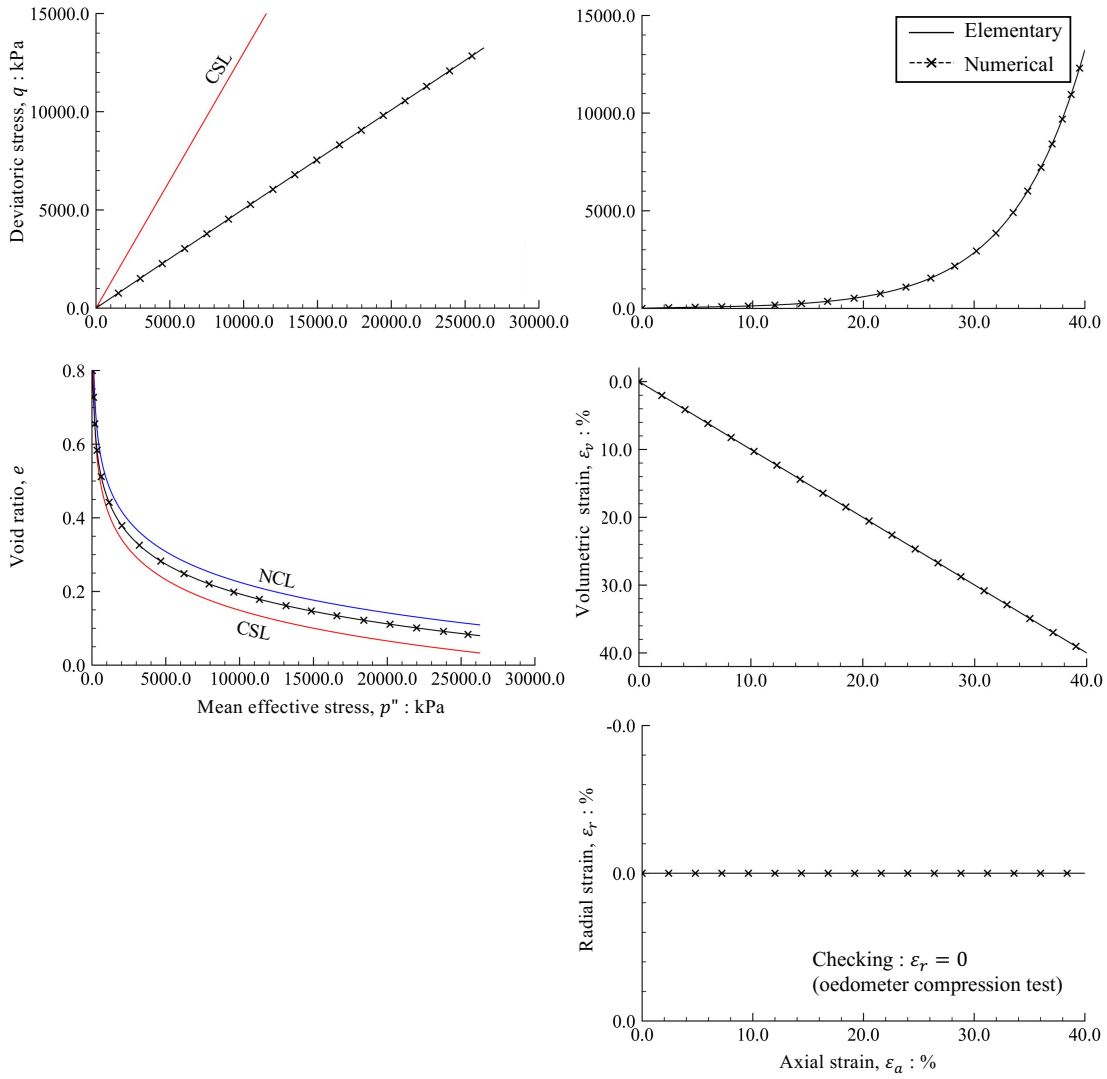 15000.0
10000.0
5000.0
0.0
Deviatoric stress, q : kPa
CSL
0.0 5000.0 10000.0 15000.0 20000.0 25000.0 30000.0
15000.0
10000.0
5000.0
0.0
Elementary
Numerical
0.0 10.0 20.0 30.0 40.0
0.8
0.6
0.4
0.2
0.0
Void ratio, e
NCL
CSL
0.0 5000.0 10000.0 15000.0 20000.0 25000.0 30000.0
Mean effective stress, p" : kPa
0.0
10.0
20.0
30.0
40.0
Volumetric strain, εv : %
0.0 10.0 20.0 30.0 40.0
-0.0
0.0
0.0
Radial strain, εr : %
Checking : εr = 0
(oedometer compression test)
0.0 10.0 20.0 30.0 40.0
Axial strain, εa : %